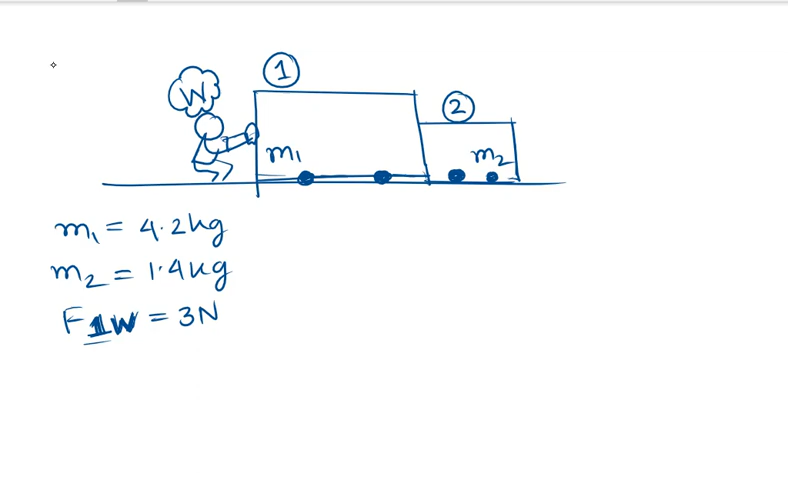 1
W
2
m₁
m₂
m₁ = 4.2kg
m₂ = 1.4kg
F1W = 3N